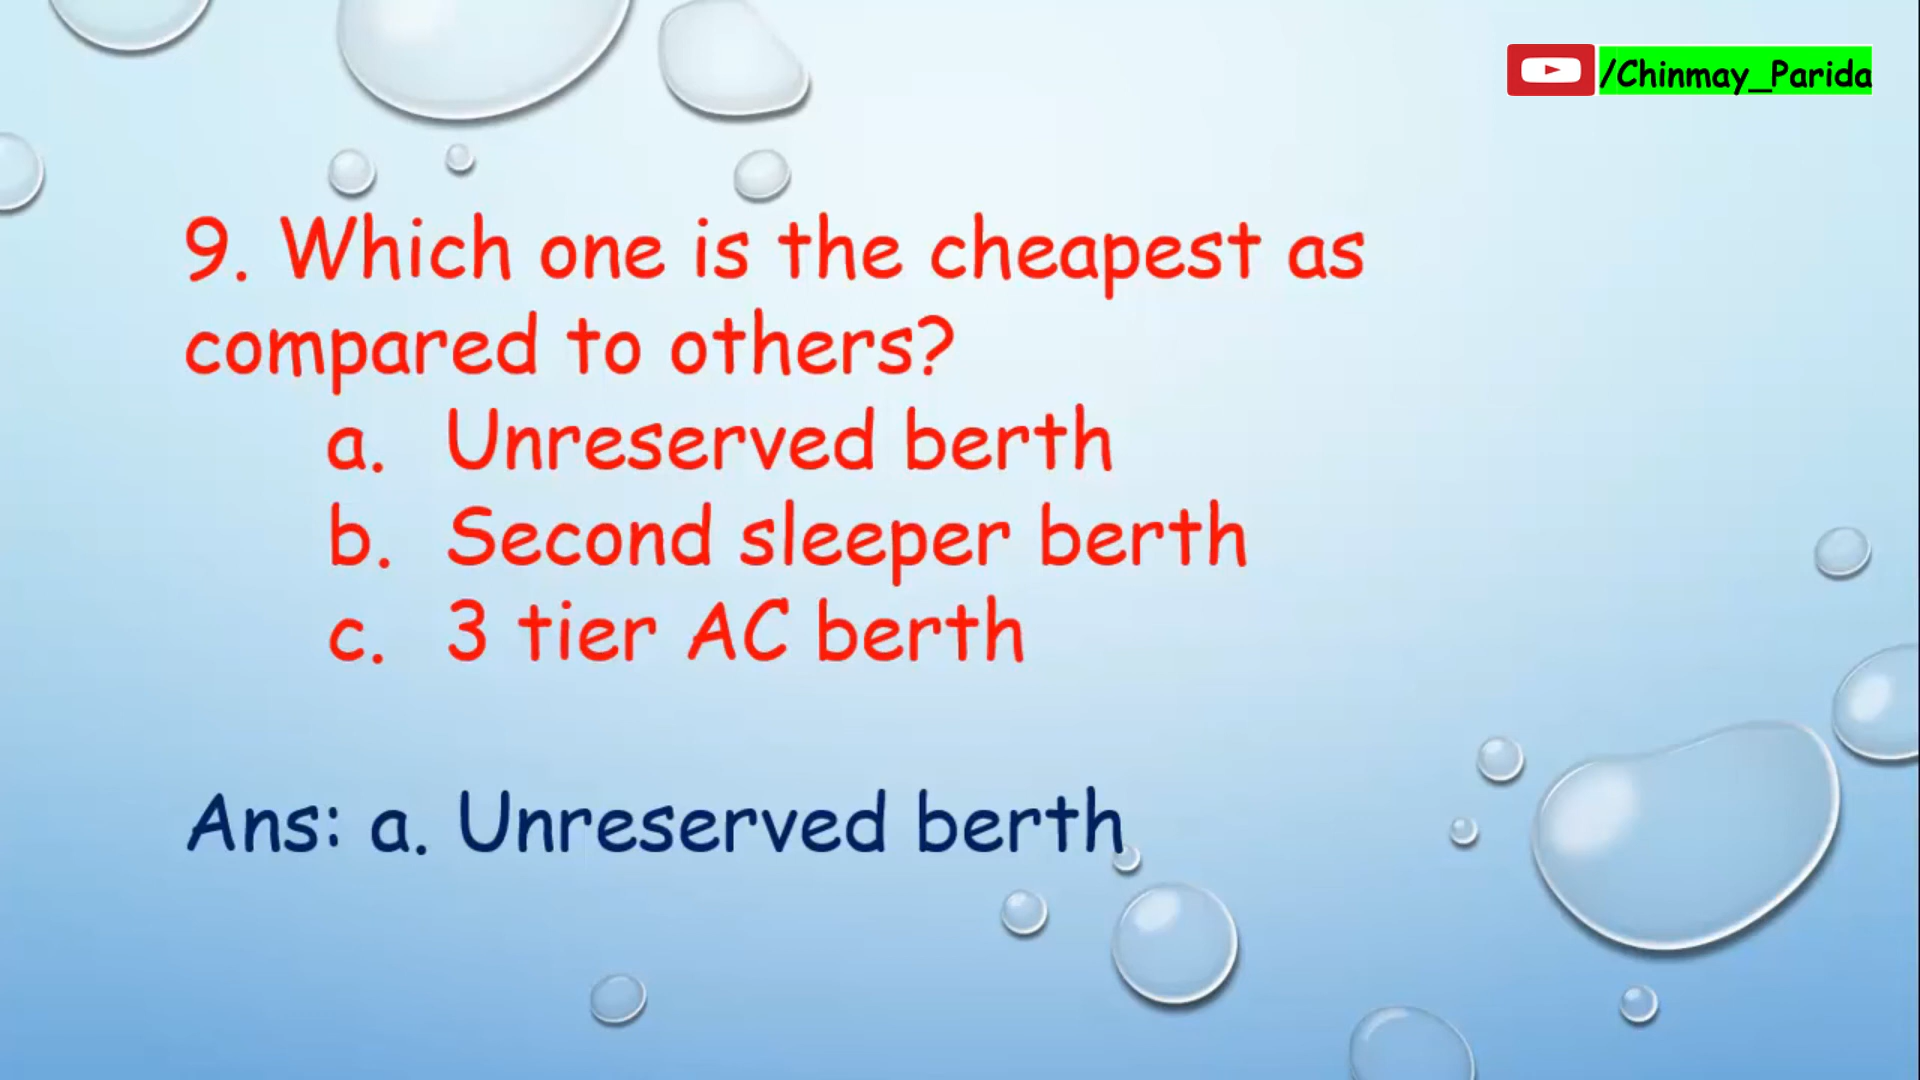 /Chinmay_Parida
9. Which one is the cheapest as
compared to others?
a. Unreserved berth
b. Second sleeper berth
c. 3 tier AC berth
Ans: a. Unreserved berth